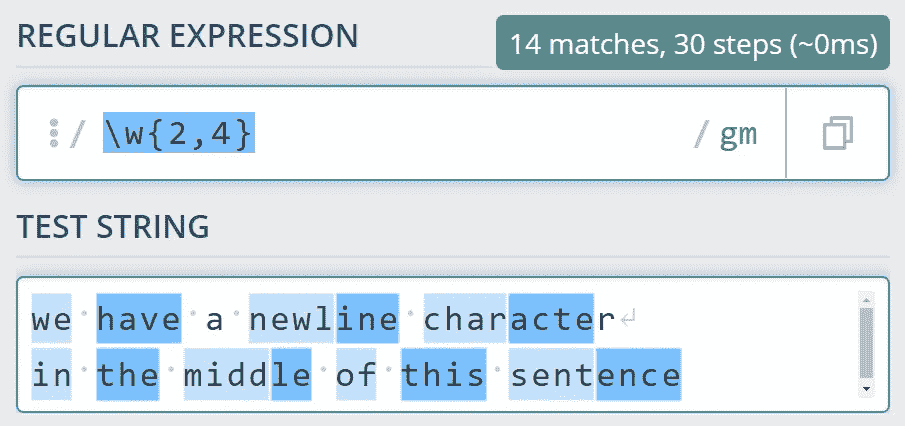 REGULAR EXPRESSION
14 matches, 30 steps (~0ms)
/ \w{2,4} / gm
TEST STRING
we have a newline character↵
in the middle of this sentence